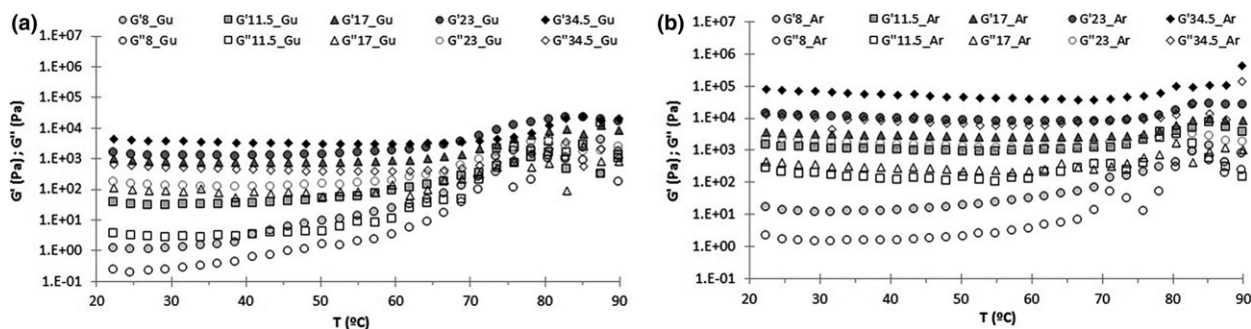 (a)
G'8_Gu G'11.5_Gu G'17_Gu G'23_Gu G'34.5_Gu
G''8_Gu G''11.5_Gu G''17_Gu G''23_Gu G''34.5_Gu
1.E+07
1.E+06
1.E+05
1.E+04
1.E+03
1.E+02
1.E+01
1.E+00
1.E-01
G' (Pa) ; G'' (Pa)
20 30 40 50 60 70 80 90
T (ºC)
(b)
G'8_Ar G'11.5_Ar G'17_Ar G'23_Ar G'34.5_Ar
G''8_Ar G''11.5_Ar G''17_Ar G''23_Ar G''34.5_Ar
1.E+07
1.E+06
1.E+05
1.E+04
1.E+03
1.E+02
1.E+01
1.E+00
1.E-01
G' (Pa) ; G'' (Pa)
20 30 40 50 60 70 80 90
T (ºC)